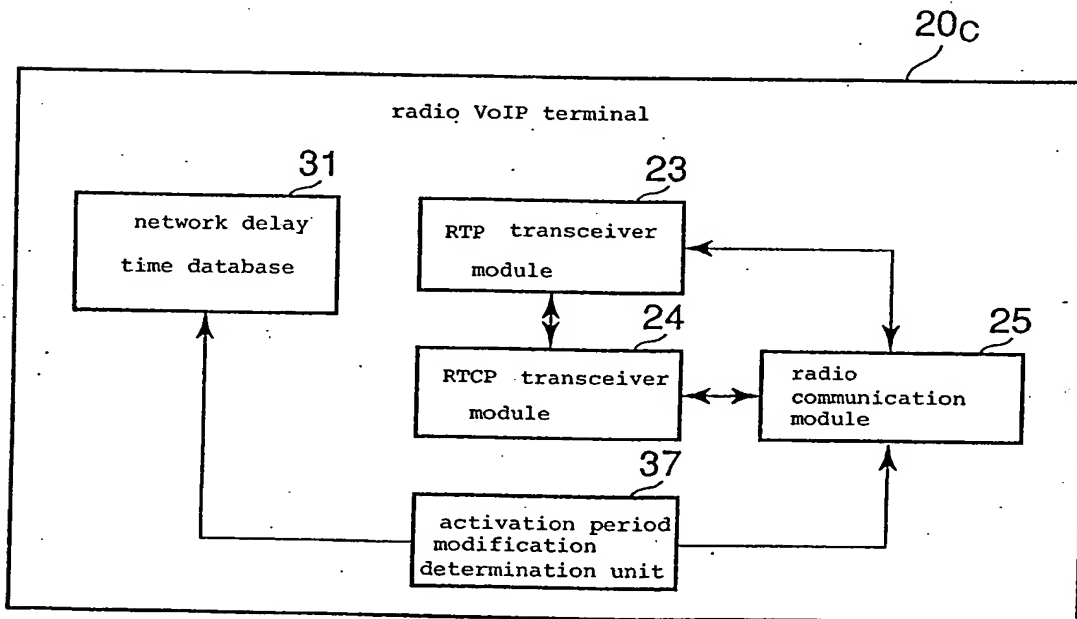 20C
radio VoIP terminal
31
network delay
time database
23
RTP transceiver
module
24
RTCP transceiver
module
25
radio
communication
module
37
activation period
modification
determination unit